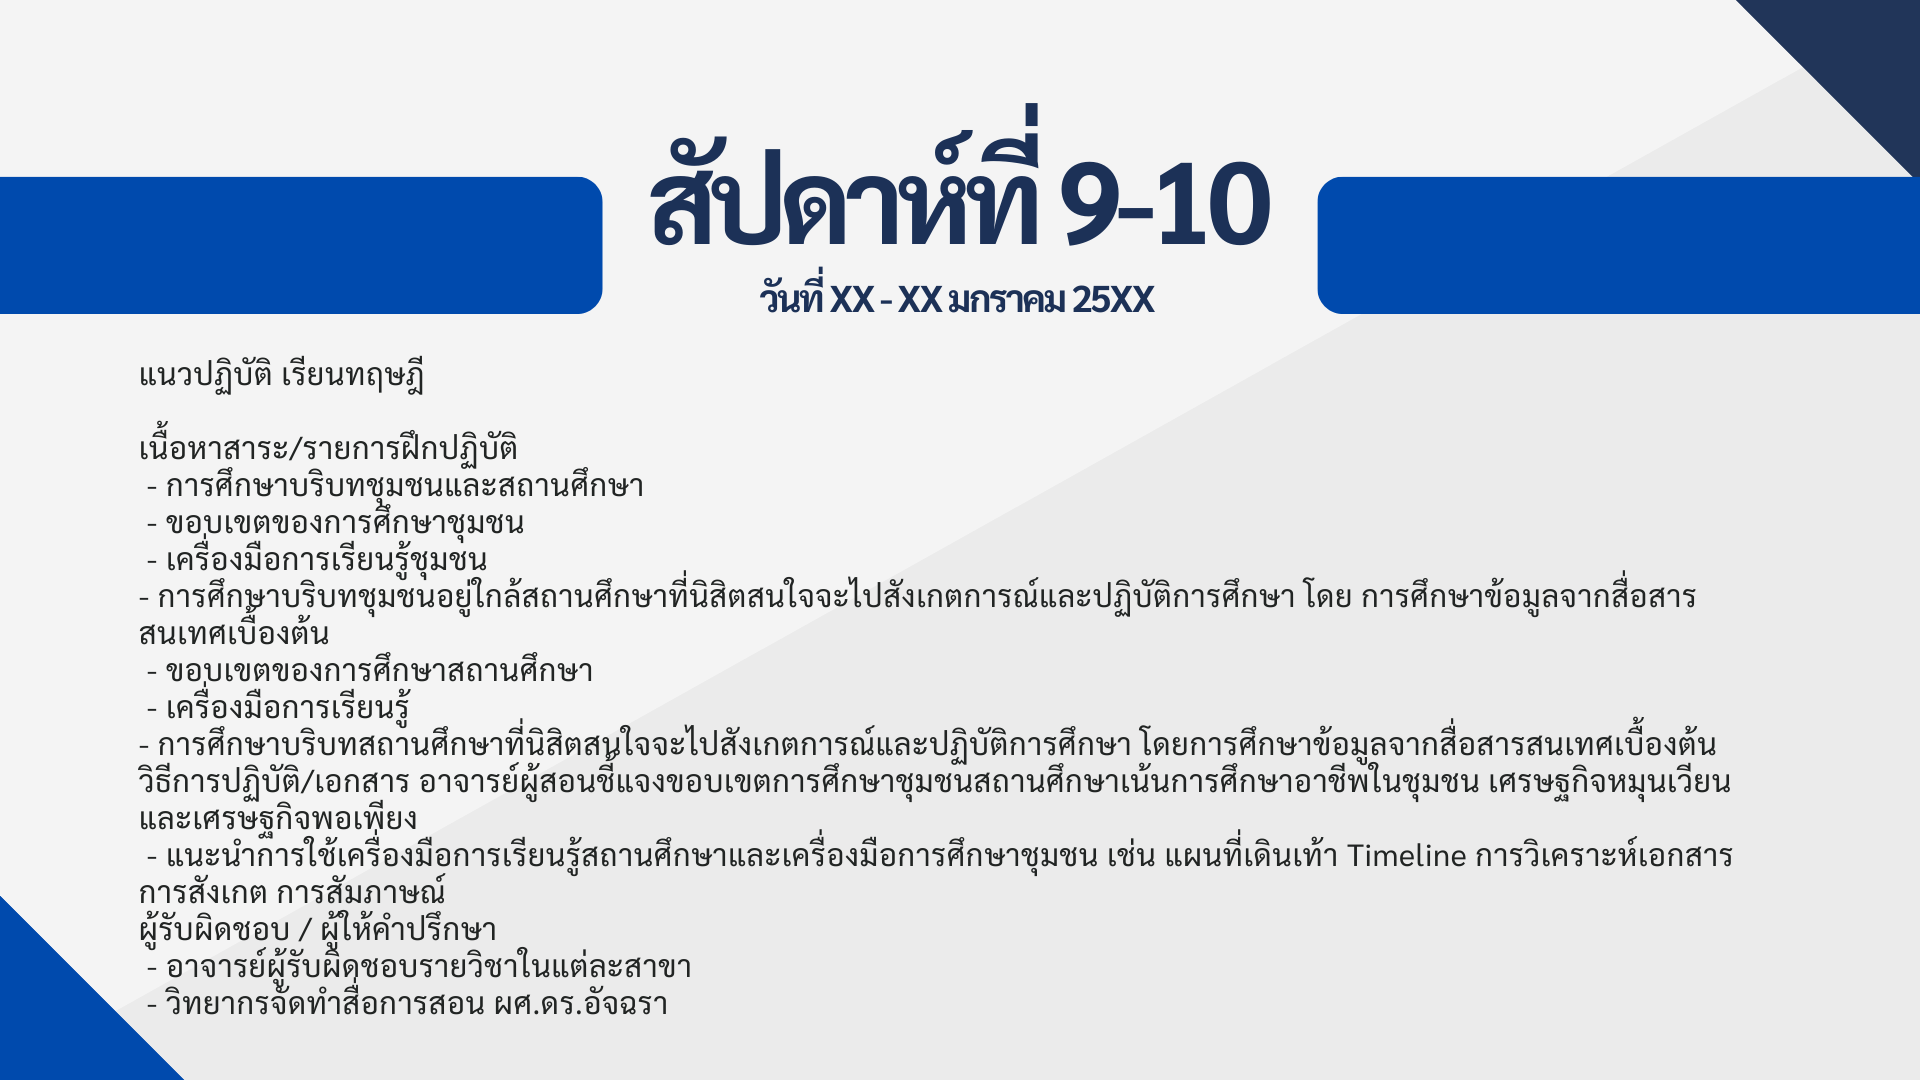 สัปดาห์ที่ 9-10
วันที่ XX - XX มกราคม 25XX
แนวปฏิบัติ เรียนทฤษฎี
เนื้อหาสาระ/รายการฝึกปฏิบัติ
- การศึกษาบริบทชุมชนและสถานศึกษา
- ขอบเขตของการศึกษาชุมชน
- เครื่องมือการเรียนรู้ชุมชน
- การศึกษาบริบทชุมชนอยู่ใกล้สถานศึกษาที่นิสิตสนใจจะไปสังเกตการณ์และปฏิบัติการศึกษา โดย การศึกษาข้อมูลจากสื่อสาร
สนเทศเบื้องต้น
- ขอบเขตของการศึกษาสถานศึกษา
- เครื่องมือการเรียนรู้
- การศึกษาบริบทสถานศึกษาที่นิสิตสนใจจะไปสังเกตการณ์และปฏิบัติการศึกษา โดยการศึกษาข้อมูลจากสื่อสารสนเทศเบื้องต้น
วิธีการปฏิบัติ/เอกสาร อาจารย์ผู้สอนชี้แจงขอบเขตการศึกษาชุมชนสถานศึกษาเน้นการศึกษาอาชีพในชุมชน เศรษฐกิจหมุนเวียน
และเศรษฐกิจพอเพียง
- แนะนำการใช้เครื่องมือการเรียนรู้สถานศึกษาและเครื่องมือการศึกษาชุมชน เช่น แผนที่เดินเท้า Timeline การวิเคราะห์เอกสาร
การสังเกต การสัมภาษณ์
ผู้รับผิดชอบ / ผู้ให้คำปรึกษา
- อาจารย์ผู้รับผิดชอบรายวิชาในแต่ละสาขา
- วิทยากรจัดทำสื่อการสอน ผศ.ดร.อัจฉรา